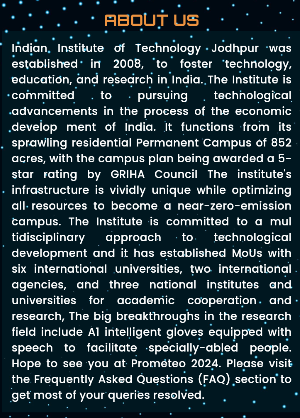 ABOUT US
Indian Institute of Technology Jodhpur was
established in 2008, to foster technology,
education, and research in India. The Institute is
committed to pursuing technological
advancements in the process of the economic
develop ment of India. It functions from its
sprawling residential Permanent Campus of 852
acres, with the campus plan being awarded a 5-
star rating by GRIHA Council The institute's
infrastructure is vividly unique while optimizing
all resources to become a near-zero-emission
campus. The Institute is committed to a mul
tidisciplinary approach to technological
development and it has established MoUs with
six international universities, two international
agencies, and three national institutes and
universities for academic cooperation and
research, The big breakthroughs in the research
field include A1 intelligent gloves equipped with
speech to facilitate specially-abled people.
Hope to see you at Prometeo 2024. Please visit
the Frequently Asked Questions (FAQ) section to
get most of your queries resolved.